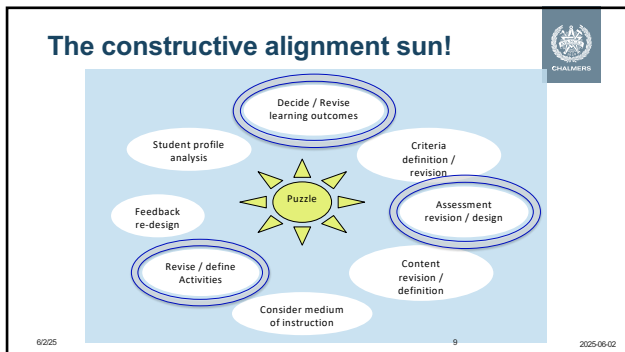 The constructive alignment sun!
CHALMERS
Decide / Revise
learning outcomes
Student profile
analysis
Criteria
definition /
revision
Puzzle
Feedback
re-design
Assessment
revision / design
Revise / define
Activities
Content
revision /
definition
Consider medium
of instruction
6/2/25
9
2025-06-02